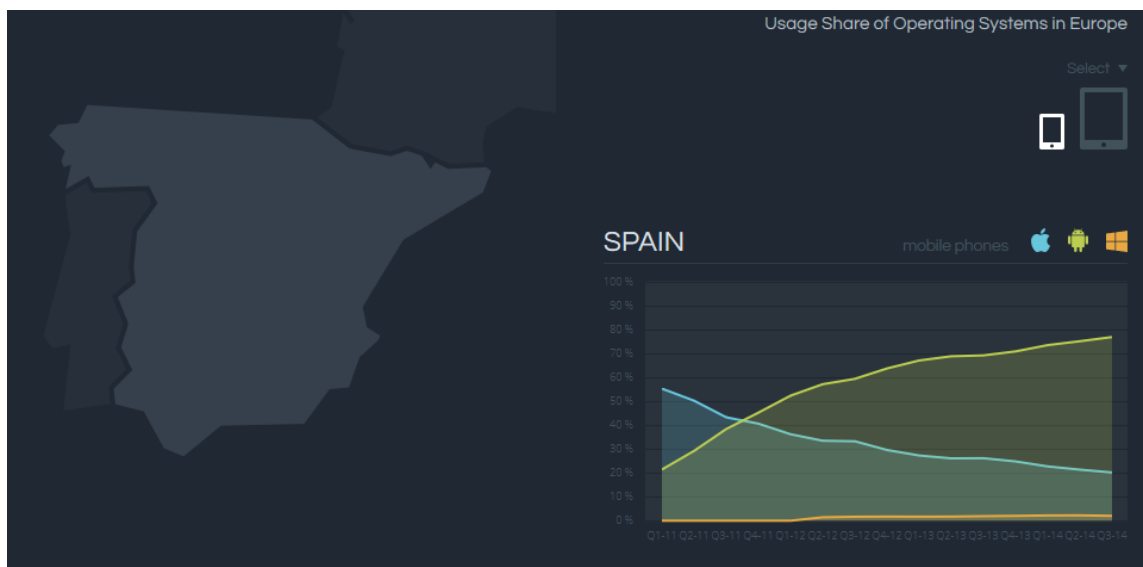 Usage Share of Operating Systems in Europe
Select
SPAIN
mobile phones
100 %
90 %
80 %
70 %
60 %
50 %
40 %
30 %
20 %
10 %
0 %
Q1-11 Q2-11 Q3-11 Q4-11 Q1-12 Q2-12 Q3-12 Q4-12 Q1-13 Q2-13 Q3-13 Q4-13 Q1-14 Q2-14 Q3-14